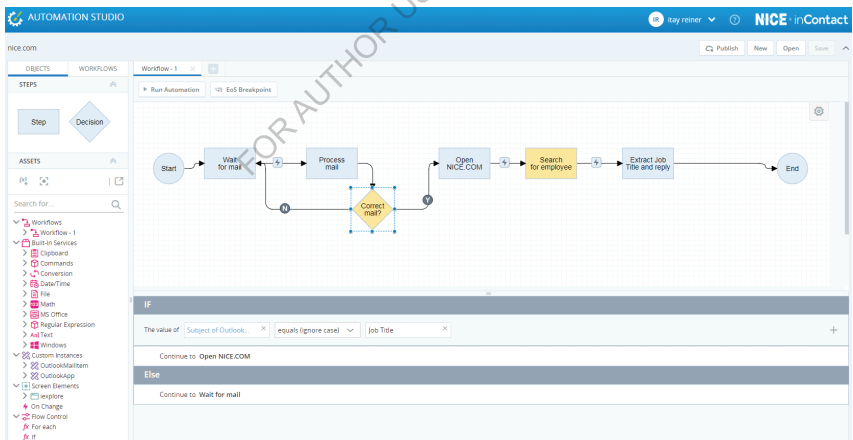 AUTOMATION STUDIO
IR itay reiner ? NICE inContact
nice.com
Publish New Open Save
OBJECTS WORKFLOWS
Workflow - 1 × +
STEPS
Run Automation EoS Breakpoint
Step Decision
ASSETS
Search for...
Workflows
Workflow - 1
Built-in Services
Clipboard
Commands
Conversion
Date/Time
File
Math
MS Office
Regular Expression
Text
Windows
Custom Instances
OutlookMailItem
OutlookApp
Screen Elements
iexplore
On Change
Flow Control
fx For each
fx If
Start
Wait
for mail
Process
mail
Correct
mail?
N
Y
Open
NICE.COM
Search
for employee
Extract Job
Title and reply
End
IF
The value of Subject of Outlook... × equals (ignore case) Job Title × +
Continue to Open NICE.COM
Else
Continue to Wait for mail
FOR AUTHOR